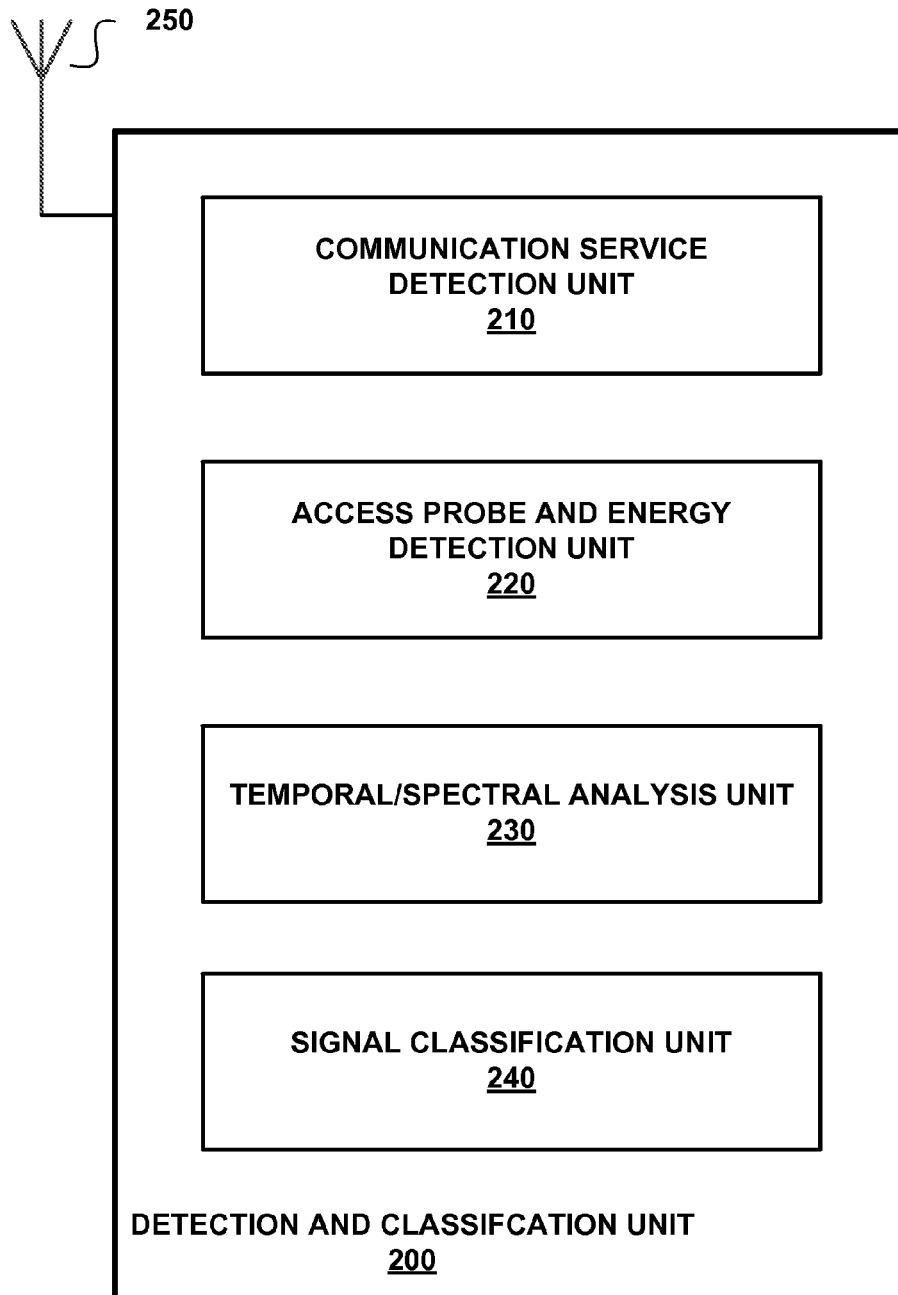 250
COMMUNICATION SERVICE
DETECTION UNIT
210
ACCESS PROBE AND ENERGY
DETECTION UNIT
220
TEMPORAL/SPECTRAL ANALYSIS UNIT
230
SIGNAL CLASSIFICATION UNIT
240
DETECTION AND CLASSIFCATION UNIT
200